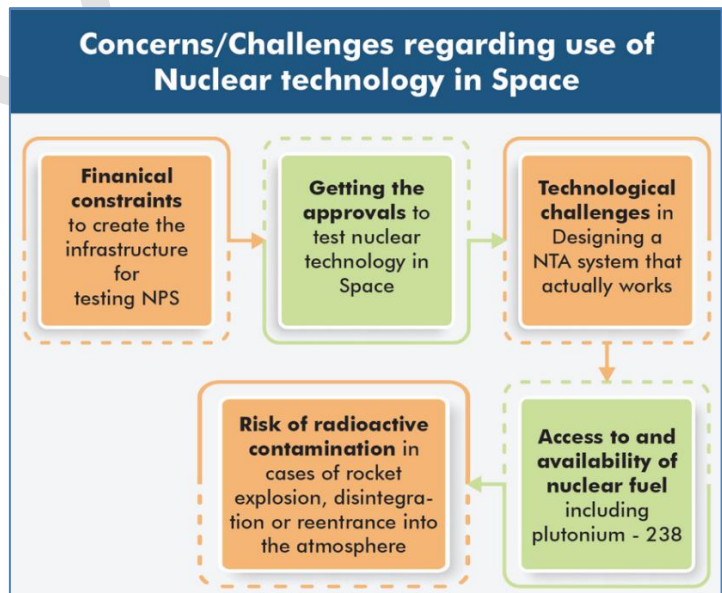 Concerns/Challenges regarding use of
Nuclear technology in Space
Finanical
constraints
to create the
infrastructure
for
testing NPS
Getting the
approvals to
test nuclear
technology in
Space
Technological
challenges in
Designing a
NTA system that
actually works
Access to and
availability of
nuclear fuel
including
plutonium - 238
Risk of radioactive
contamination in
cases of rocket
explosion, disintegra-
tion or reentrance into
the atmosphere